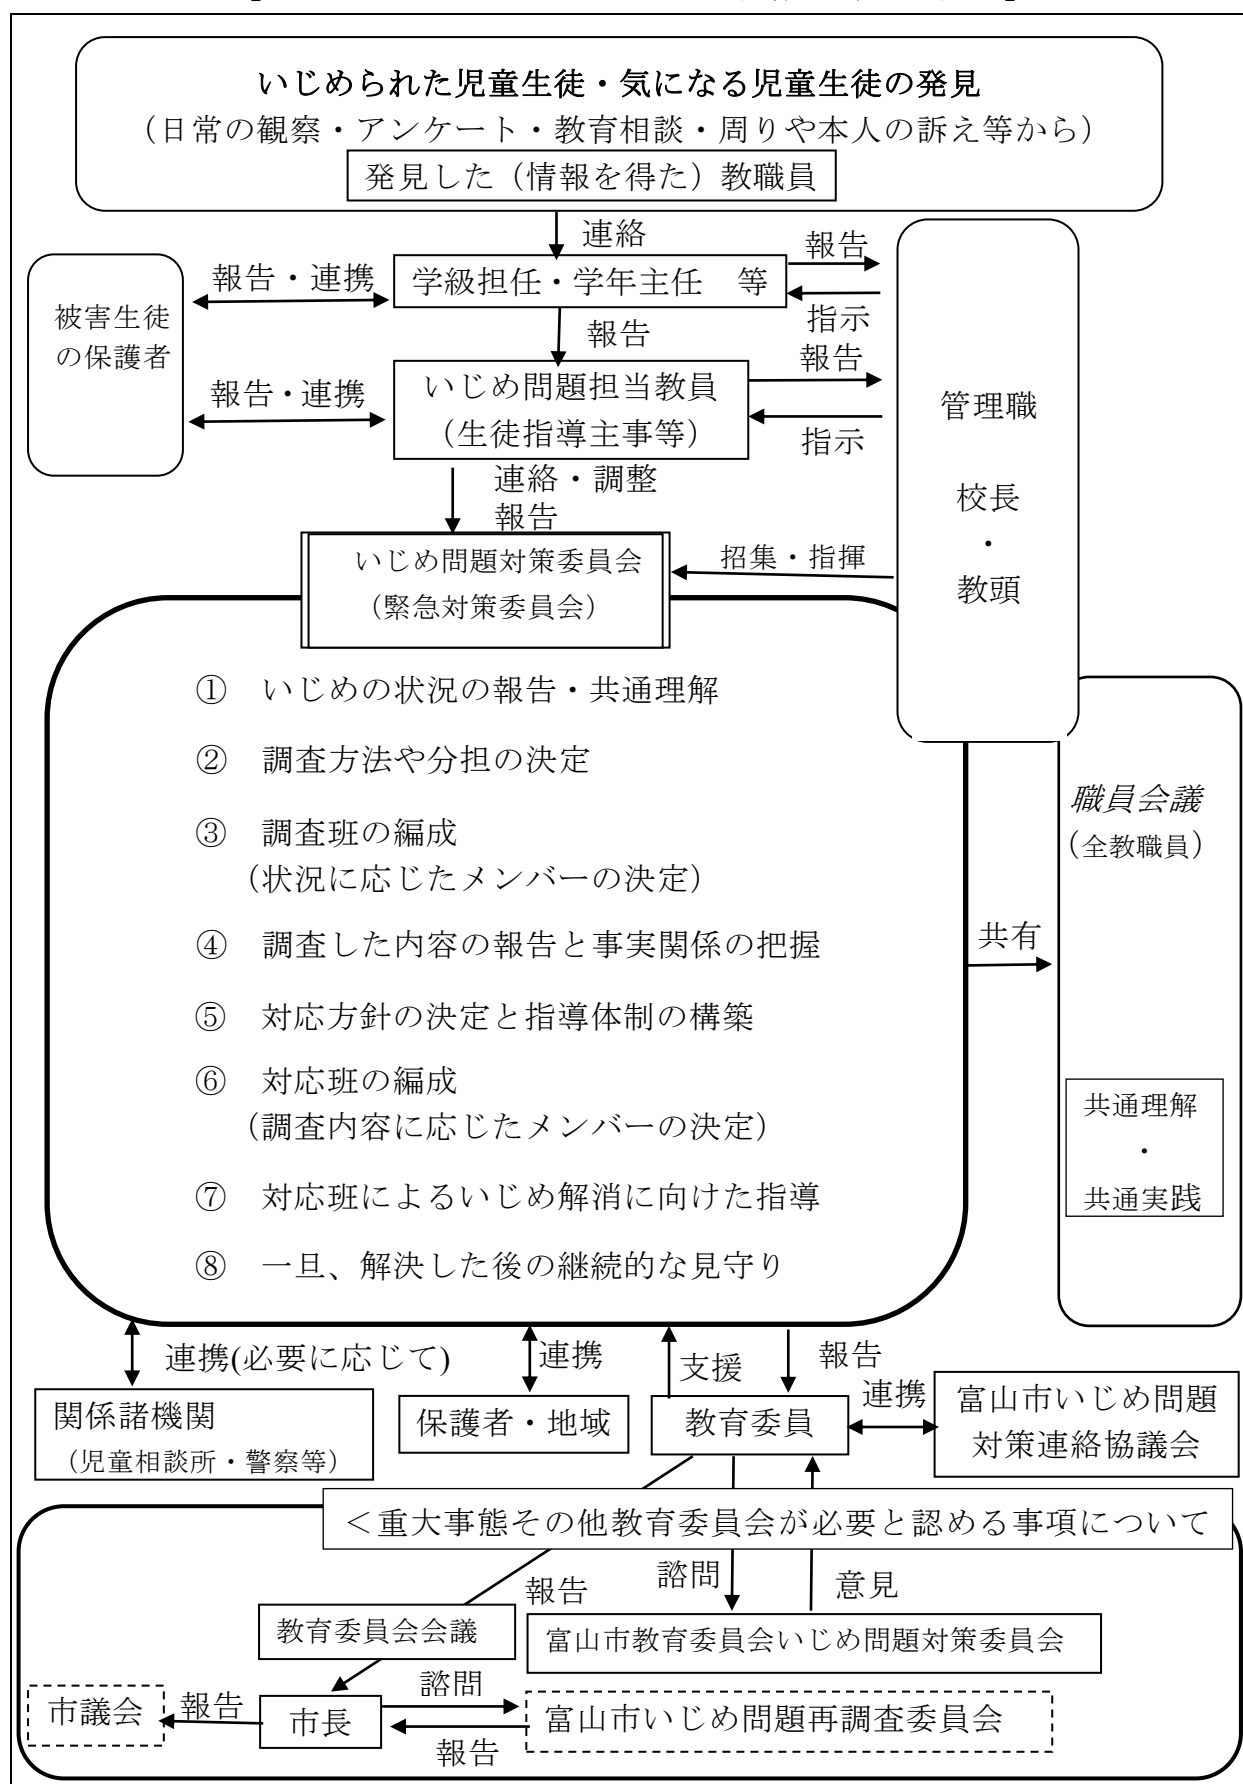 いじめられた児童生徒・気になる児童生徒の発見
（日常の観察・アンケート・教育相談・周りや本人の訴え等から）
発見した（情報を得た）教職員
連絡
報告
報告・連携
学級担任・学年主任　等
指示
被害生徒
の保護者
報告
報告
報告・連携
いじめ問題担当教員
（生徒指導主事等）
指示
管理職
校長
・
教頭
連絡・調整
報告
いじめ問題対策委員会
（緊急対策委員会）
招集・指揮
①　いじめの状況の報告・共通理解
②　調査方法や分担の決定
③　調査班の編成
（状況に応じたメンバーの決定）
④　調査した内容の報告と事実関係の把握
⑤　対応方針の決定と指導体制の構築
⑥　対応班の編成
（調査内容に応じたメンバーの決定）
⑦　対応班によるいじめ解消に向けた指導
⑧　一旦、解決した後の継続的な見守り
共有
職員会議
（全教職員）
共通理解
・
共通実践
連携(必要に応じて)
連携
支援
報告
連携
関係諸機関
（児童相談所・警察等）
保護者・地域
教育委員
富山市いじめ問題
対策連絡協議会
＜重大事態その他教育委員会が必要と認める事項について
報告
諮問
意見
教育委員会会議
富山市教育委員会いじめ問題対策委員会
市議会
報告
市長
諮問
報告
富山市いじめ問題再調査委員会